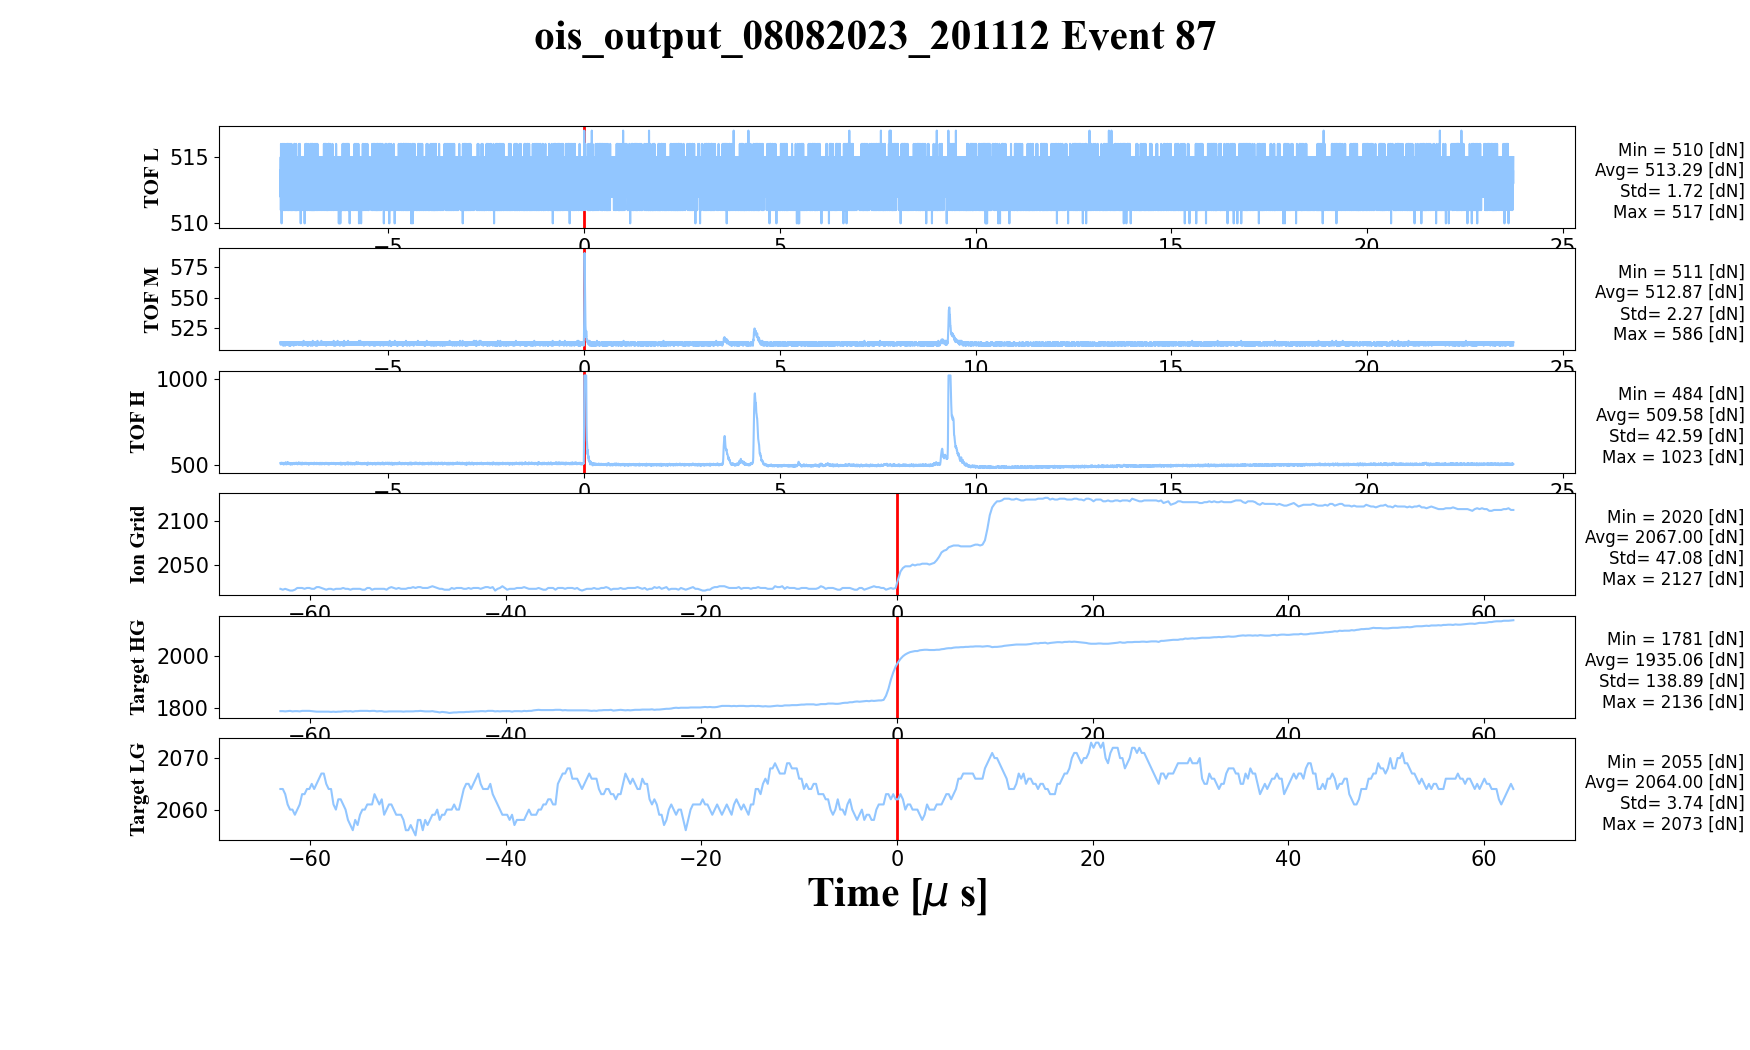 ois_output_08082023_201112 Event 87
TOF L
515
510
−5
0
5
10
15
20
25
Min = 510 [dN]
Avg= 513.29 [dN]
Std= 1.72 [dN]
Max = 517 [dN]
TOF M
575
550
525
−5
0
5
10
15
20
25
Min = 511 [dN]
Avg= 512.87 [dN]
Std= 2.27 [dN]
Max = 586 [dN]
TOF H
1000
500
−5
0
5
10
15
20
25
Min = 484 [dN]
Avg= 509.58 [dN]
Std= 42.59 [dN]
Max = 1023 [dN]
Ion Grid
2100
2050
−60
−40
−20
0
20
40
60
Min = 2020 [dN]
Avg= 2067.00 [dN]
Std= 47.08 [dN]
Max = 2127 [dN]
Target HG
2000
1800
−60
−40
−20
0
20
40
60
Min = 1781 [dN]
Avg= 1935.06 [dN]
Std= 138.89 [dN]
Max = 2136 [dN]
Target LG
2070
2060
−60
−40
−20
0
20
40
60
Min = 2055 [dN]
Avg= 2064.00 [dN]
Std= 3.74 [dN]
Max = 2073 [dN]
Time [μ s]